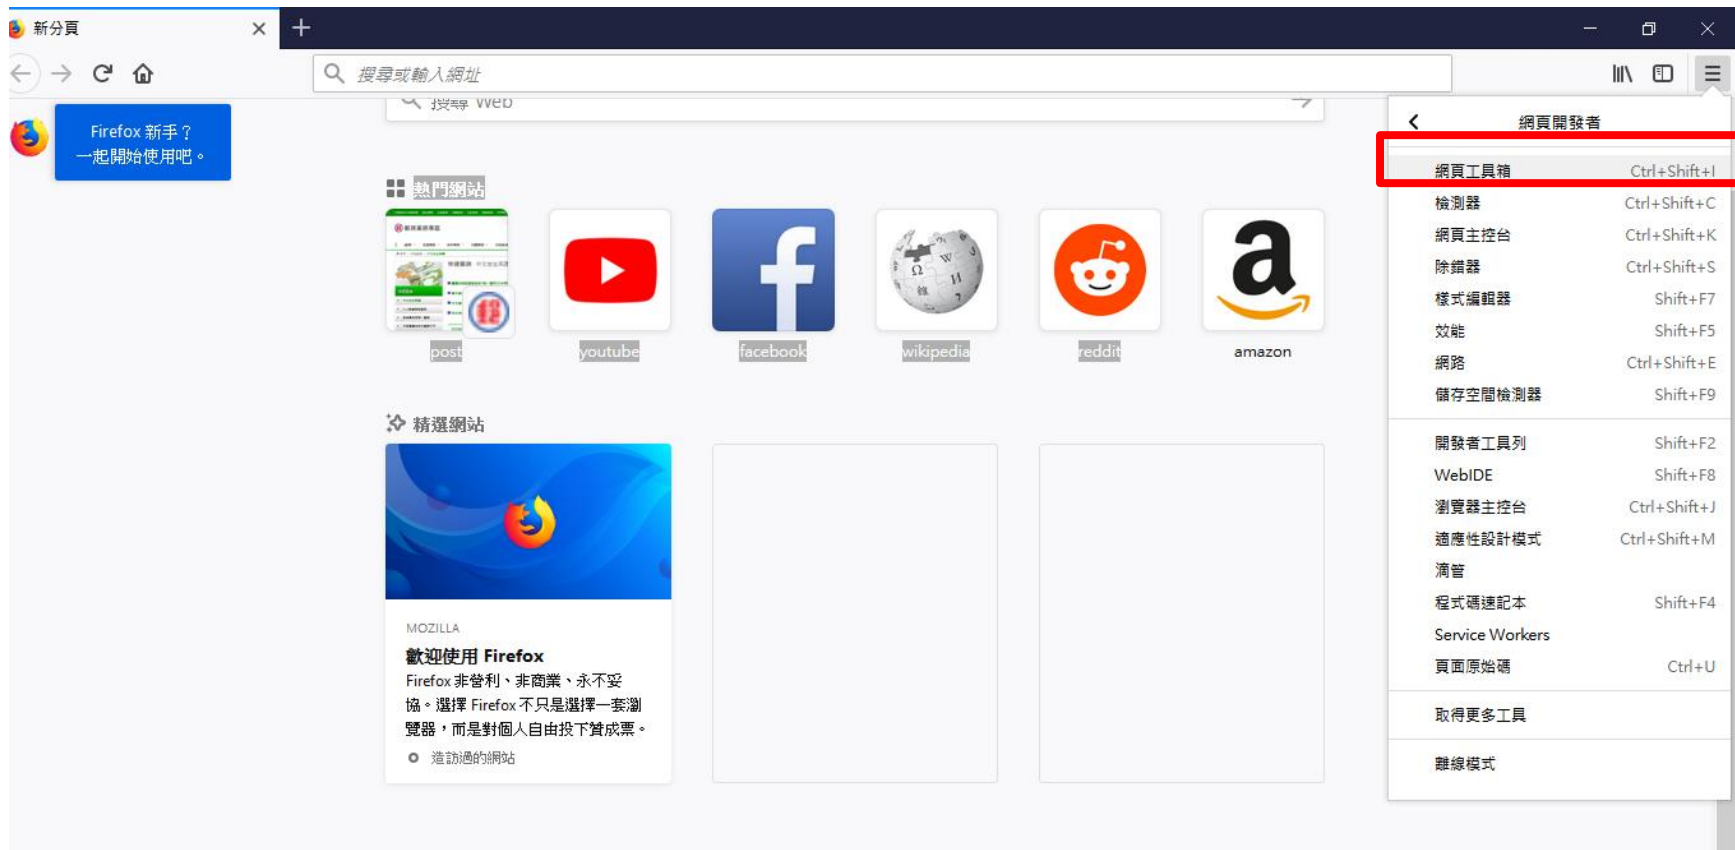 新分頁
搜尋或輸入網址
Firefox 新手？
一起開始使用吧。
搜尋 Web
熱門網站
post
youtube
facebook
wikipedia
reddit
amazon
精選網站
MOZILLA
歡迎使用 Firefox
Firefox 非營利、非商業、永不妥
協。選擇 Firefox 不只是選擇一套瀏
覽器，而是對個人自由投下贊成票。
造訪過的網站
網頁開發者
網頁工具箱 Ctrl+Shift+I
檢測器 Ctrl+Shift+C
網頁主控台 Ctrl+Shift+K
除錯器 Ctrl+Shift+S
樣式編輯器 Shift+F7
效能 Shift+F5
網路 Ctrl+Shift+E
儲存空間檢測器 Shift+F9
開發者工具列 Shift+F2
WebIDE Shift+F8
瀏覽器主控台 Ctrl+Shift+J
適應性設計模式 Ctrl+Shift+M
滴管
程式碼速記本 Shift+F4
Service Workers
頁面原始碼 Ctrl+U
取得更多工具
離線模式